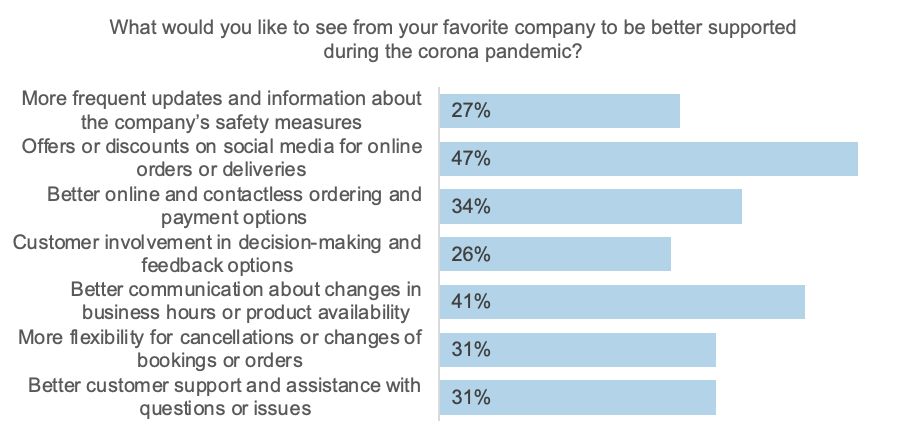 What would you like to see from your favorite company to be better supported
during the corona pandemic?
More frequent updates and information about
the company’s safety measures
27%
Offers or discounts on social media for online
orders or deliveries
47%
Better online and contactless ordering and
payment options
34%
Customer involvement in decision-making and
feedback options
26%
Better communication about changes in
business hours or product availability
41%
More flexibility for cancellations or changes of
bookings or orders
31%
Better customer support and assistance with
questions or issues
31%